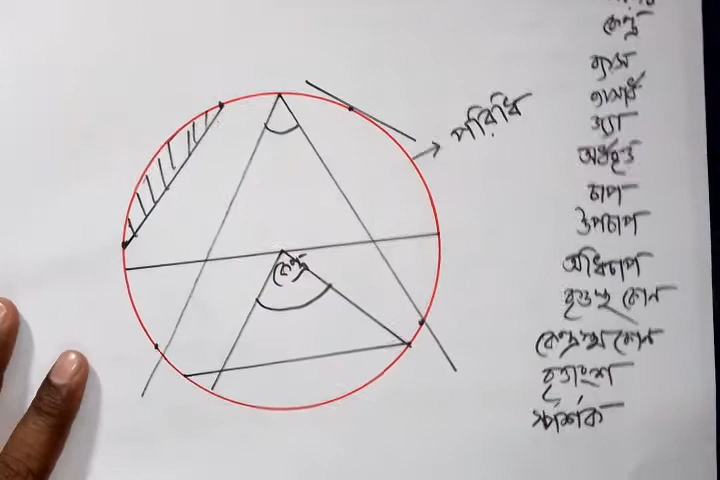 পরিধি
কেন্দ্র
কেন্দ্র
ব্যাস
ব্যাসার্ধ
জ্যা
অর্ধবৃত্ত
চাপ
উপচাপ
অধিচাপ
বৃত্তস্থ কোন
কেন্দ্রস্থ কোন
বৃত্তাংশ
স্পর্শক